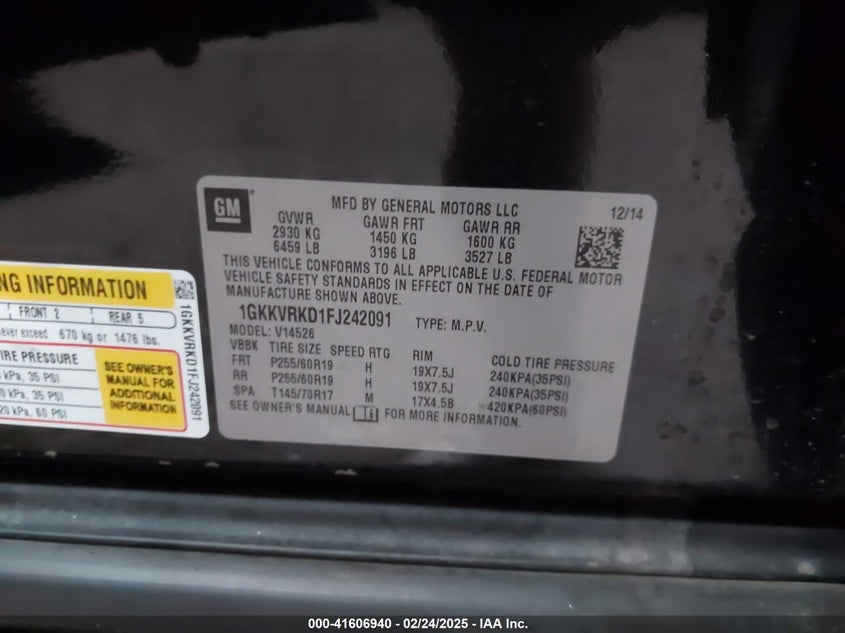 GM
MFD BY GENERAL MOTORS LLC
12/14
GVWR GAWR FRT GAWR RR
2930 KG 1450 KG 1600 KG
6459 LB 3196 LB 3527 LB
THIS VEHICLE CONFORMS TO ALL APPLICABLE U.S. FEDERAL MOTOR
VEHICLE SAFETY STANDARDS IN EFFECT ON THE DATE OF
MANUFACTURE SHOWN ABOVE.
1GKKVRKD1FJ242091 TYPE: M.P.V.
MODEL: V14526
VBBK TIRE SIZE SPEED RTG RIM COLD TIRE PRESSURE
FRT P255/60R19 H 19X7.5J 240KPA(35PSI)
RR P255/60R19 H 19X7.5J 240KPA(35PSI)
SPA T145/70R17 M 17X4.5B 420KPA(60PSI)
SEE OWNER'S MANUAL FOR MORE INFORMATION.
NG INFORMATION
FRONT 2 REAR 5
never exceed 670 kg or 1476 lbs.
TIRE PRESSURE
kPa, 35 PSI
kPa, 35 PSI
20 kPa, 60 PSI
SEE OWNER'S
MANUAL FOR
ADDITIONAL
INFORMATION
1GKKVRKD1FJ242091
000-41606940 - 02/24/2025 - IAA Inc.